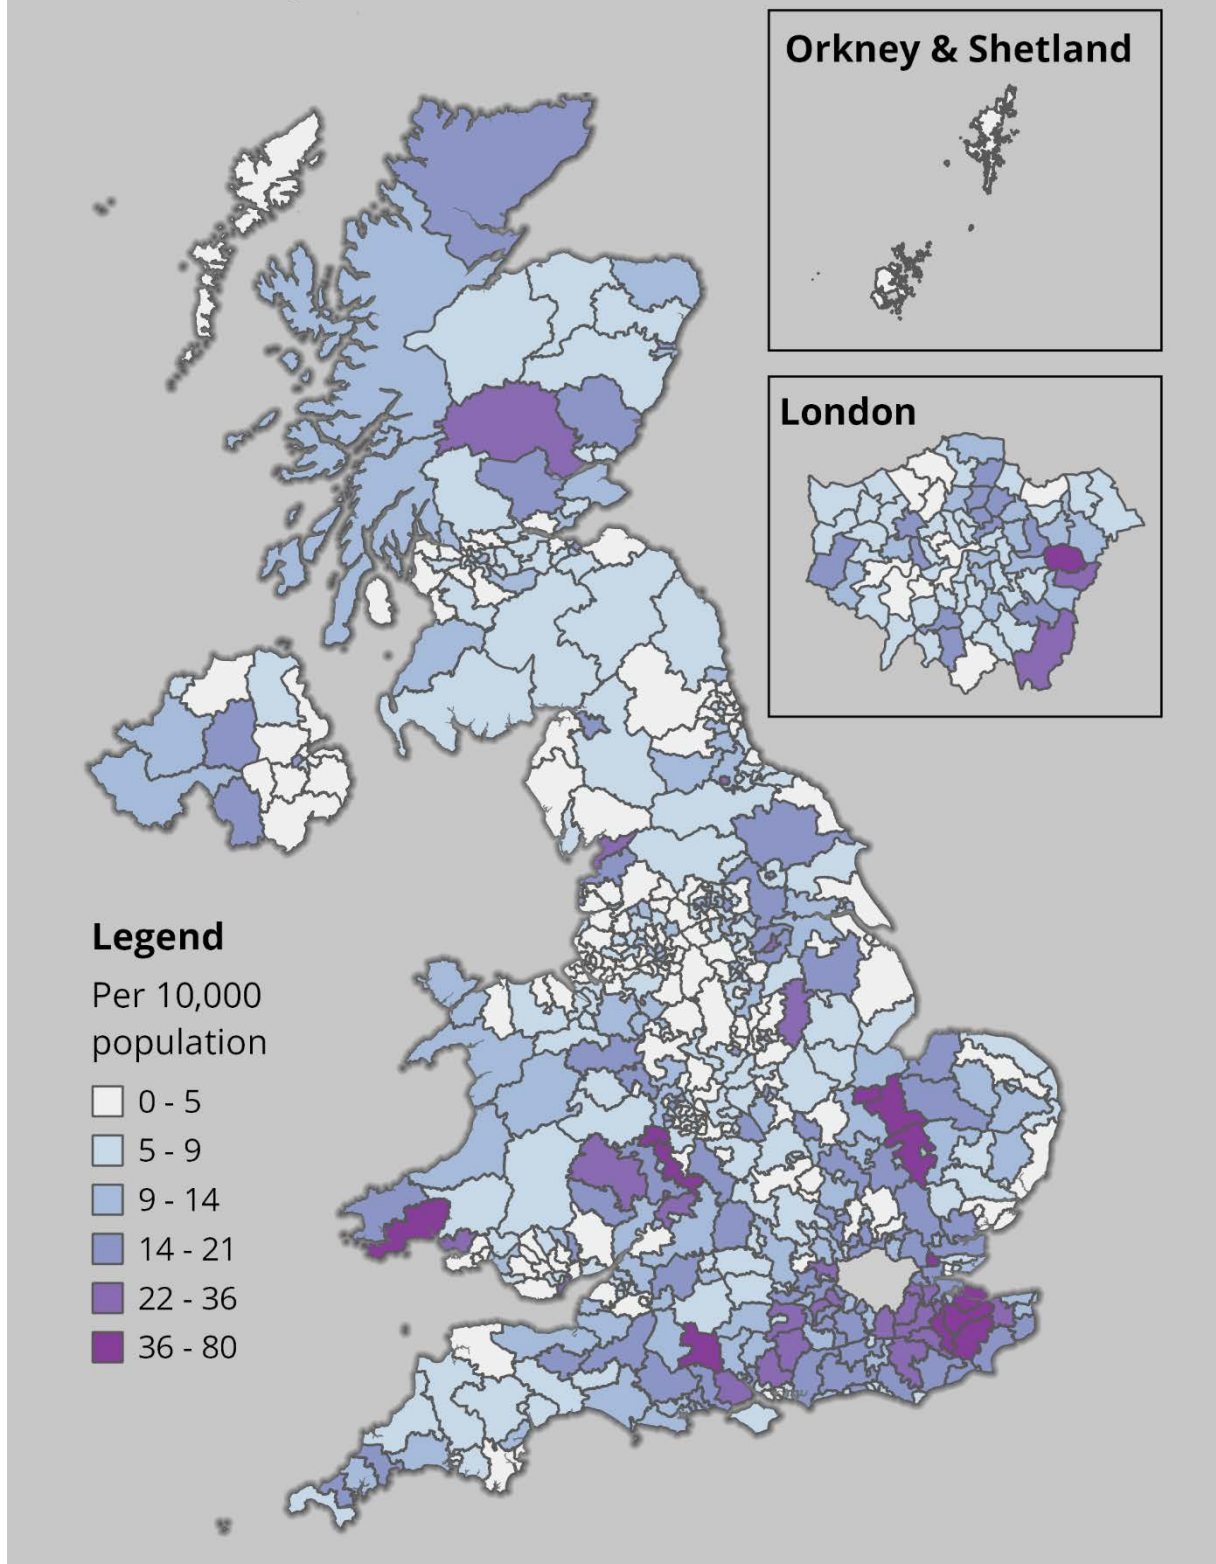 Orkney & Shetland
London
Legend
Per 10,000
population
0 - 5
5 - 9
9 - 14
14 - 21
22 - 36
36 - 80